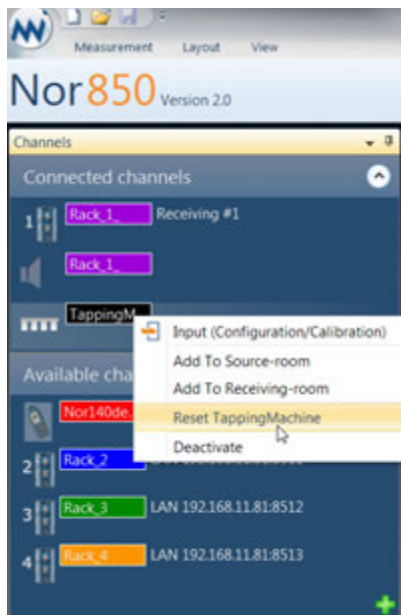 Measurement Layout View
Nor850 Version 2.0
Channels
Connected channels
1 Rack_1_ Receiving #1
Rack_1_
TappingM
Input (Configuration/Calibration)
Add To Source-room
Add To Receiving-room
Reset TappingMachine
Deactivate
Available cha
Nor140de.
2 Rack_2
3 Rack_3 LAN 192.168.11.81:8512
4 Rack_4 LAN 192.168.11.81:8513